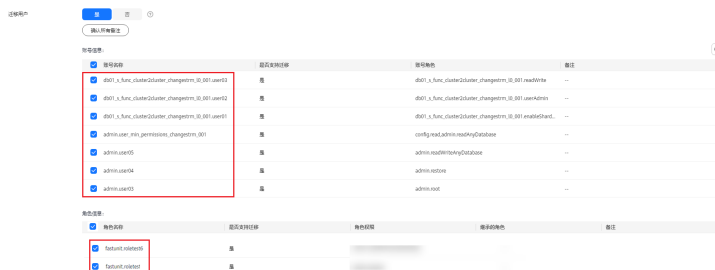 迁移用户 是 否
确认所有备注
账号信息:
账号名称 是否支持迁移 账号角色 备注
db01_s_func_cluster2cluster_changestrm_l0_001.user03 是 db01_s_func_cluster2cluster_changestrm_l0_001.readWrite --
db01_s_func_cluster2cluster_changestrm_l0_001.user02 是 db01_s_func_cluster2cluster_changestrm_l0_001.userAdmin --
db01_s_func_cluster2cluster_changestrm_l0_001.user01 是 db01_s_func_cluster2cluster_changestrm_l0_001.enableShard... --
admin.user_min_permissions_changestrm_001 是 config.read,admin.readAnyDatabase --
admin.user05 是 admin.readWriteAnyDatabase --
admin.user04 是 admin.restore --
admin.user03 是 admin.root --
角色信息:
角色名称 是否支持迁移 角色权限 继承的角色 备注
fastunit.roletest6 是
fastunit.roletest 是